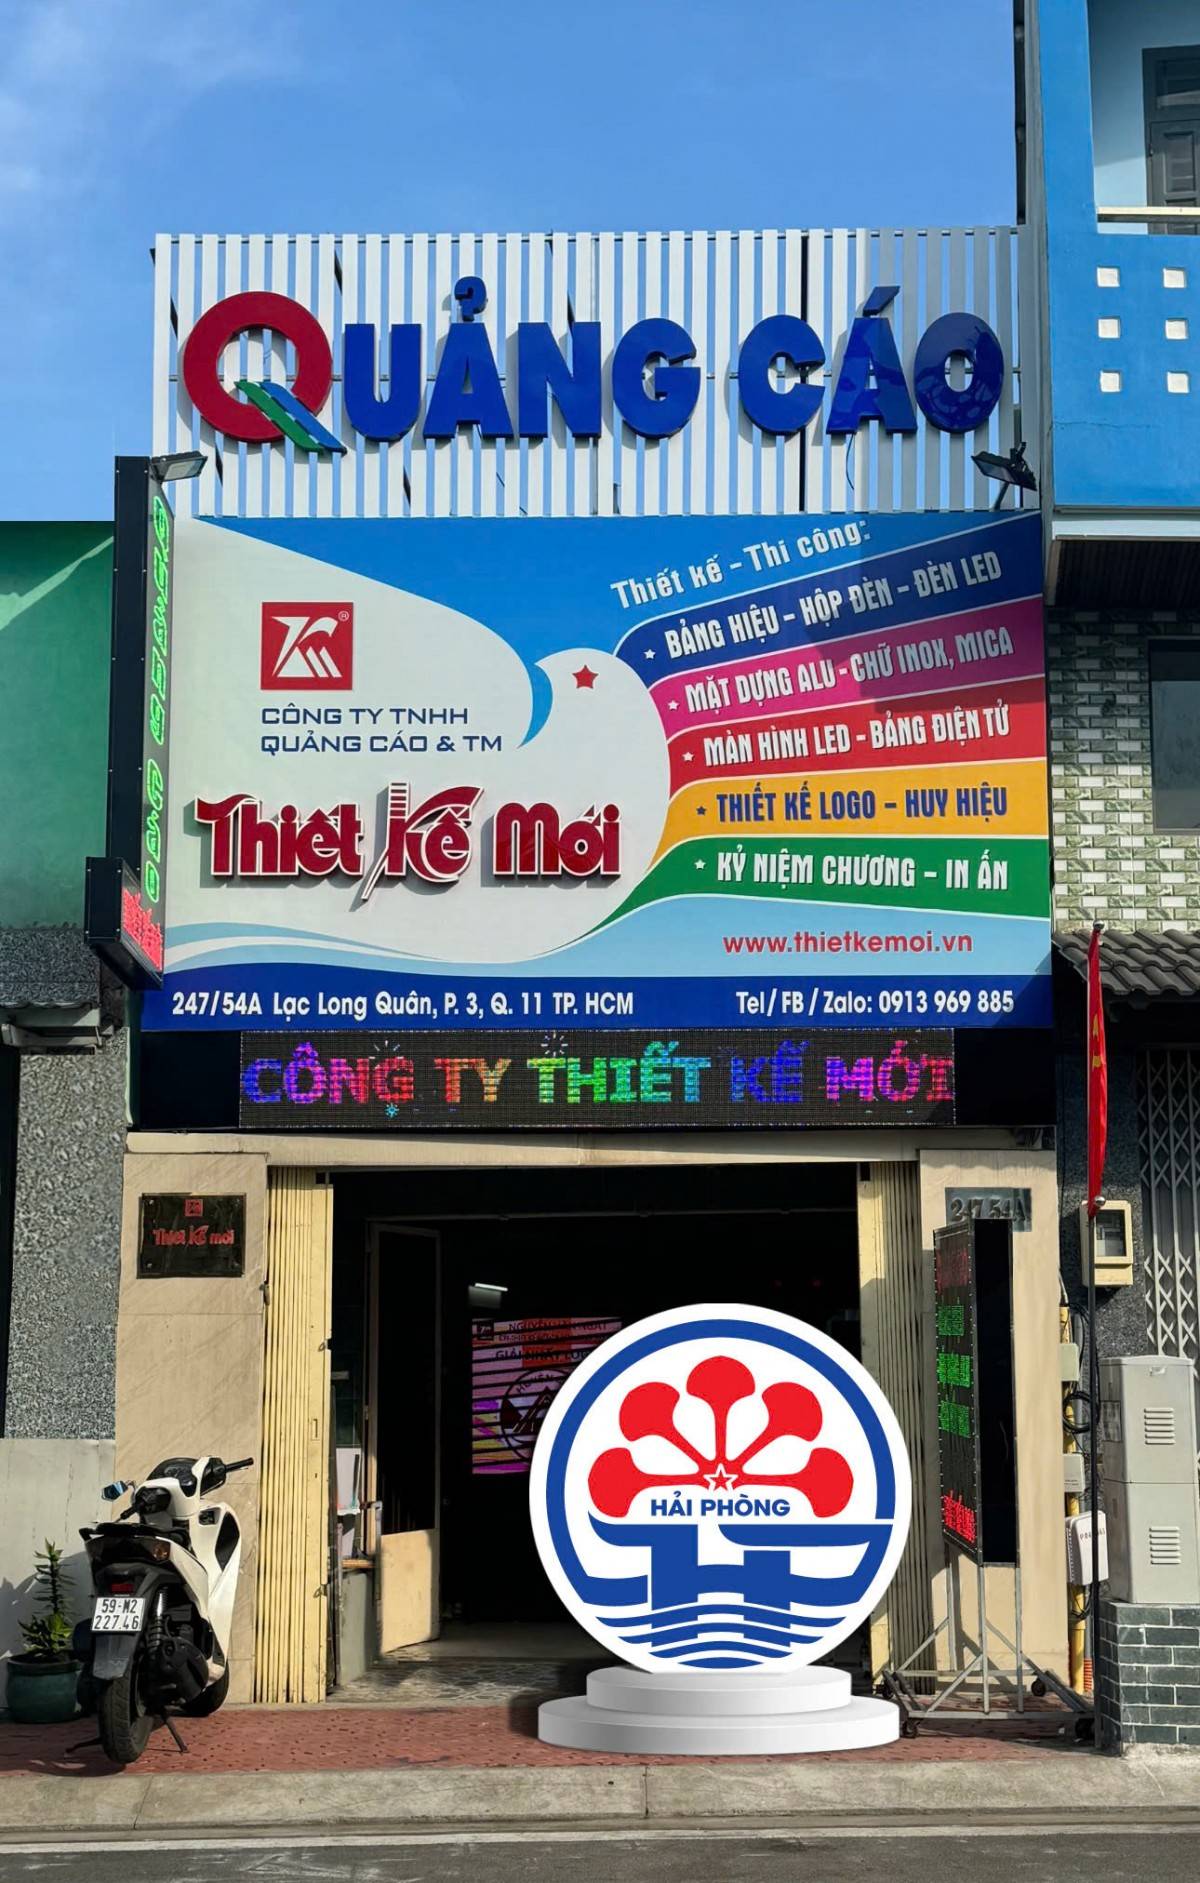 QUẢNG CÁO
Thiết kế - Thi công:
BẢNG HIỆU - HỘP ĐÈN - ĐÈN LED
MẶT DỰNG ALU - CHỮ INOX, MICA
MÀN HÌNH LED - BẢNG ĐIỆN TỬ
THIẾT KẾ LOGO - HUY HIỆU
KỶ NIỆM CHƯƠNG - IN ẤN
CÔNG TY TNHH
QUẢNG CÁO & TM
Thiết Kế Mới
www.thietkemoi.vn
247/54A Lạc Long Quân, P. 3, Q. 11 TP. HCM
Tel/FB/Zalo: 0913 969 885
CÔNG TY THIẾT KẾ MỚI
Thiết Kế mới
247 54A
HẢI PHÒNG
59-M2
227.46